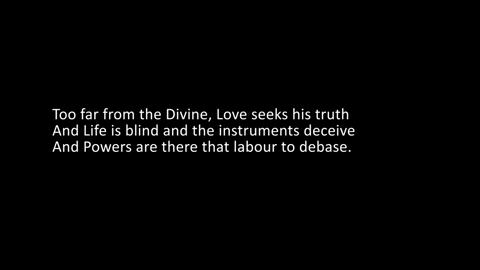 Too far from the Divine, Love seeks his truth
And Life is blind and the instruments deceive
And Powers are there that labour to debase.